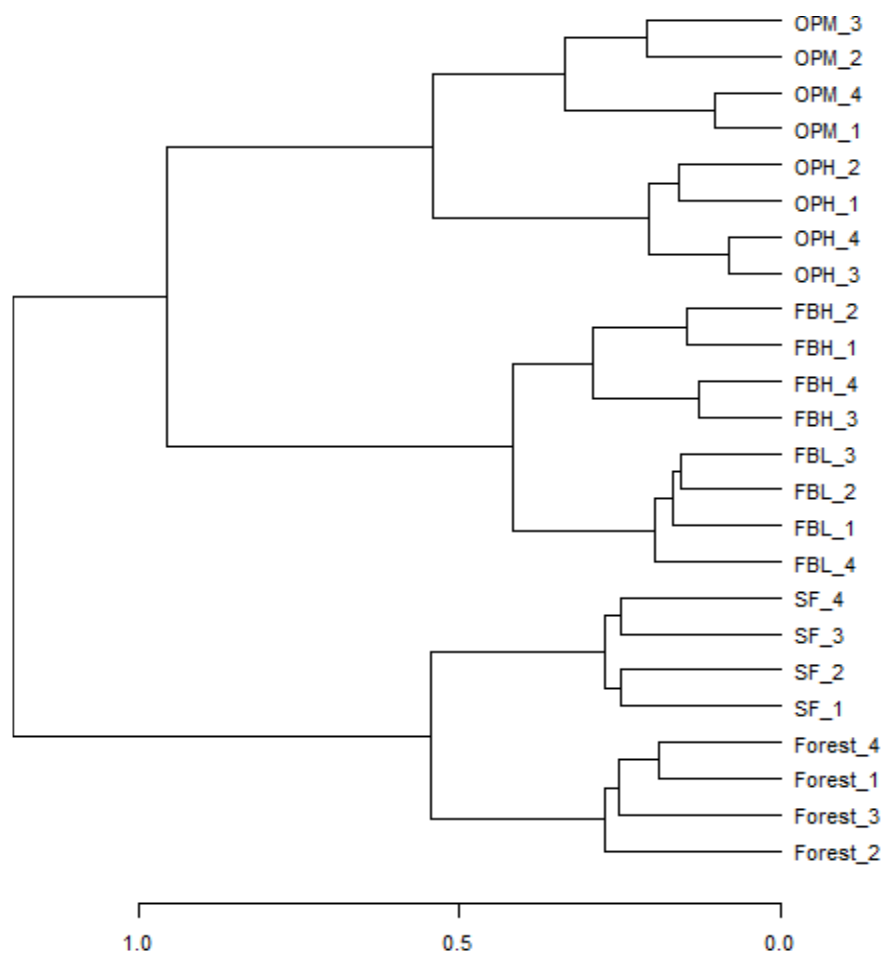 OPM_3
OPM_2
OPM_4
OPM_1
OPH_2
OPH_1
OPH_4
OPH_3
FBH_2
FBH_1
FBH_4
FBH_3
FBL_3
FBL_2
FBL_1
FBL_4
SF_4
SF_3
SF_2
SF_1
Forest_4
Forest_1
Forest_3
Forest_2
1.0 0.5 0.0